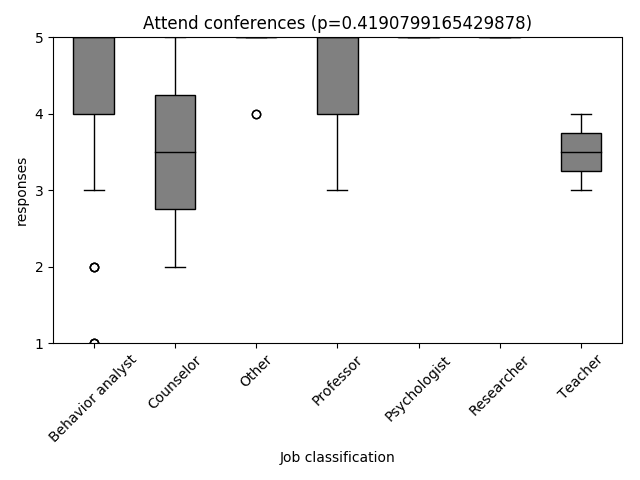 Attend conferences (p=0.4190799165429878)
5
4
3
2
1
responses
Behavior analyst
Counselor
Other
Professor
Psychologist
Researcher
Teacher
Job classification